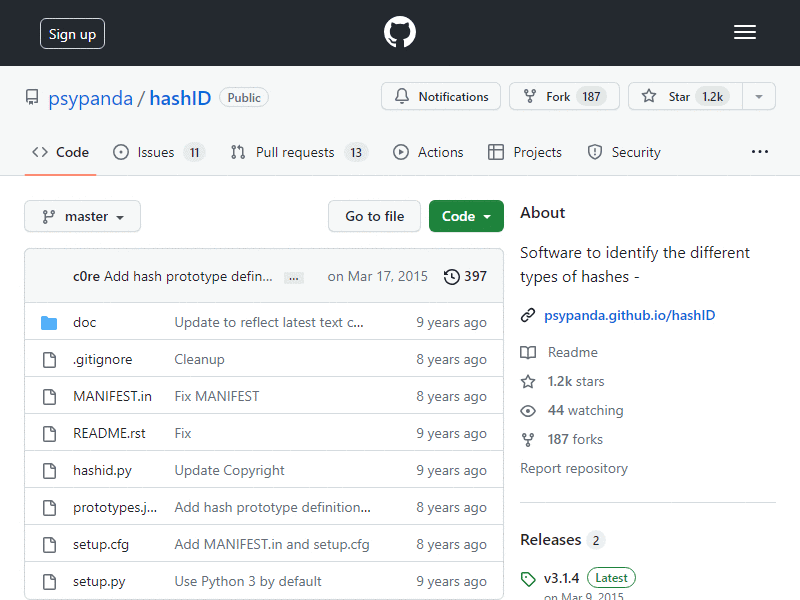 Sign up
psypanda / hashID Public
Notifications Fork 187 Star 1.2k
Code Issues 11 Pull requests 13 Actions Projects Security ...
master Go to file Code
c0re Add hash prototype defin... ... on Mar 17, 2015 397
doc Update to reflect latest text c... 9 years ago
.gitignore Cleanup 8 years ago
MANIFEST.in Fix MANIFEST 8 years ago
README.rst Fix 9 years ago
hashid.py Update Copyright 9 years ago
prototypes.j... Add hash prototype definition... 8 years ago
setup.cfg Add MANIFEST.in and setup.cfg 8 years ago
setup.py Use Python 3 by default 9 years ago
About
Software to identify the different
types of hashes -
psypanda.github.io/hashID
Readme
1.2k stars
44 watching
187 forks
Report repository
Releases 2
v3.1.4 Latest
on Mar 9, 2015